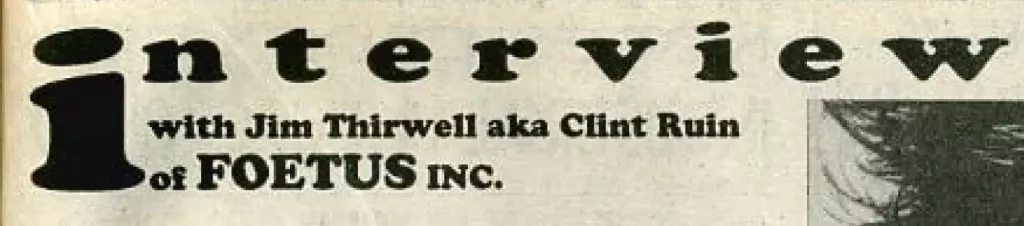 interview
with Jim Thirwell aka Clint Ruin
of FOETUS INC.